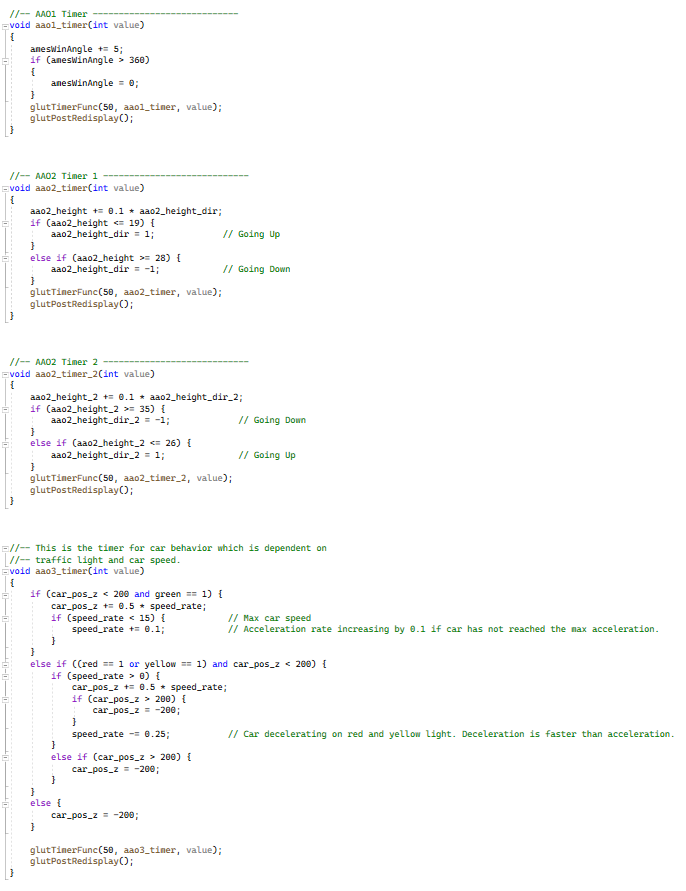 //-- AAO1 Timer ----------------------------
void aao1_timer(int value)
{
    amesWinAngle += 5;
    if (amesWinAngle > 360)
    {
        amesWinAngle = 0;
    }
    glutTimerFunc(50, aao1_timer, value);
    glutPostRedisplay();
}
//-- AAO2 Timer 1 ----------------------------
void aao2_timer(int value)
{
    aao2_height += 0.1 * aao2_height_dir;
    if (aao2_height <= 19) {
        aao2_height_dir = 1;             // Going Up
    }
    else if (aao2_height >= 28) {
        aao2_height_dir = -1;            // Going Down
    }
    glutTimerFunc(50, aao2_timer, value);
    glutPostRedisplay();
}
//-- AAO2 Timer 2 ----------------------------
void aao2_timer_2(int value)
{
    aao2_height_2 += 0.1 * aao2_height_dir_2;
    if (aao2_height_2 >= 35) {
        aao2_height_dir_2 = -1;             // Going Down
    }
    else if (aao2_height_2 <= 26) {
        aao2_height_dir_2 = 1;              // Going Up
    }
    glutTimerFunc(50, aao2_timer_2, value);
    glutPostRedisplay();
}
//-- This is the timer for car behavior which is dependent on
//-- traffic light and car speed.
void aao3_timer(int value)
{
    if (car_pos_z < 200 and green == 1) {
        car_pos_z += 0.5 * speed_rate;
        if (speed_rate < 15) {            // Max car speed
            speed_rate += 0.1;            // Acceleration rate increasing by 0.1 if car has not reached the max acceleration.
        }
    }
    else if ((red == 1 or yellow == 1) and car_pos_z < 200) {
        if (speed_rate > 0) {
            car_pos_z += 0.5 * speed_rate;
            if (car_pos_z > 200) {
                car_pos_z = -200;
            }
            speed_rate -= 0.25;           // Car decelerating on red and yellow light. Deceleration is faster than acceleration.
        }
        else if (car_pos_z > 200) {
            car_pos_z = -200;
        }
    }
    else {
        car_pos_z = -200;
    }
    glutTimerFunc(50, aao3_timer, value);
    glutPostRedisplay();
}